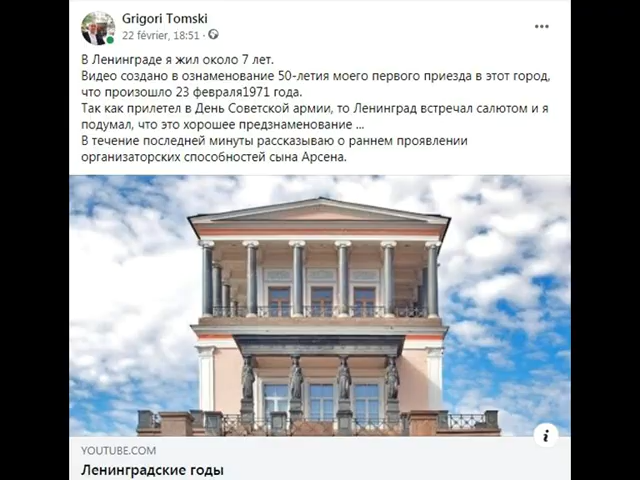 Grigori Tomski
22 février, 18:51 ·
В Ленинграде я жил около 7 лет.
Видео создано в ознаменование 50-летия моего первого приезда в этот город,
что произошло 23 февраля1971 года.
Так как прилетел в День Советской армии, то Ленинград встречал салютом и я
подумал, что это хорошее предзнаменование ...
В течение последней минуты рассказываю о раннем проявлении
организаторских способностей сына Арсена.
YOUTUBE.COM
Ленинградские годы